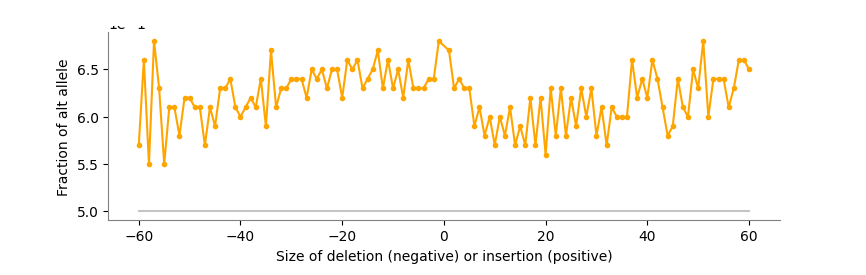 6.5
6.0
5.5
5.0
Fraction of alt allele
−60 −40 −20 0 20 40 60
Size of deletion (negative) or insertion (positive)